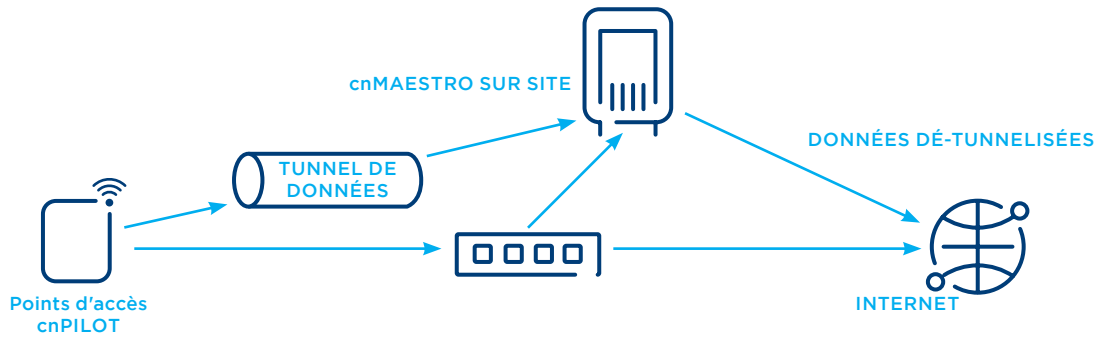 cnMAESTRO SUR SITE
DONNÉES DÉ-TUNNELISÉES
TUNNEL DE
DONNÉES
Points d'accès
cnPILOT
INTERNET